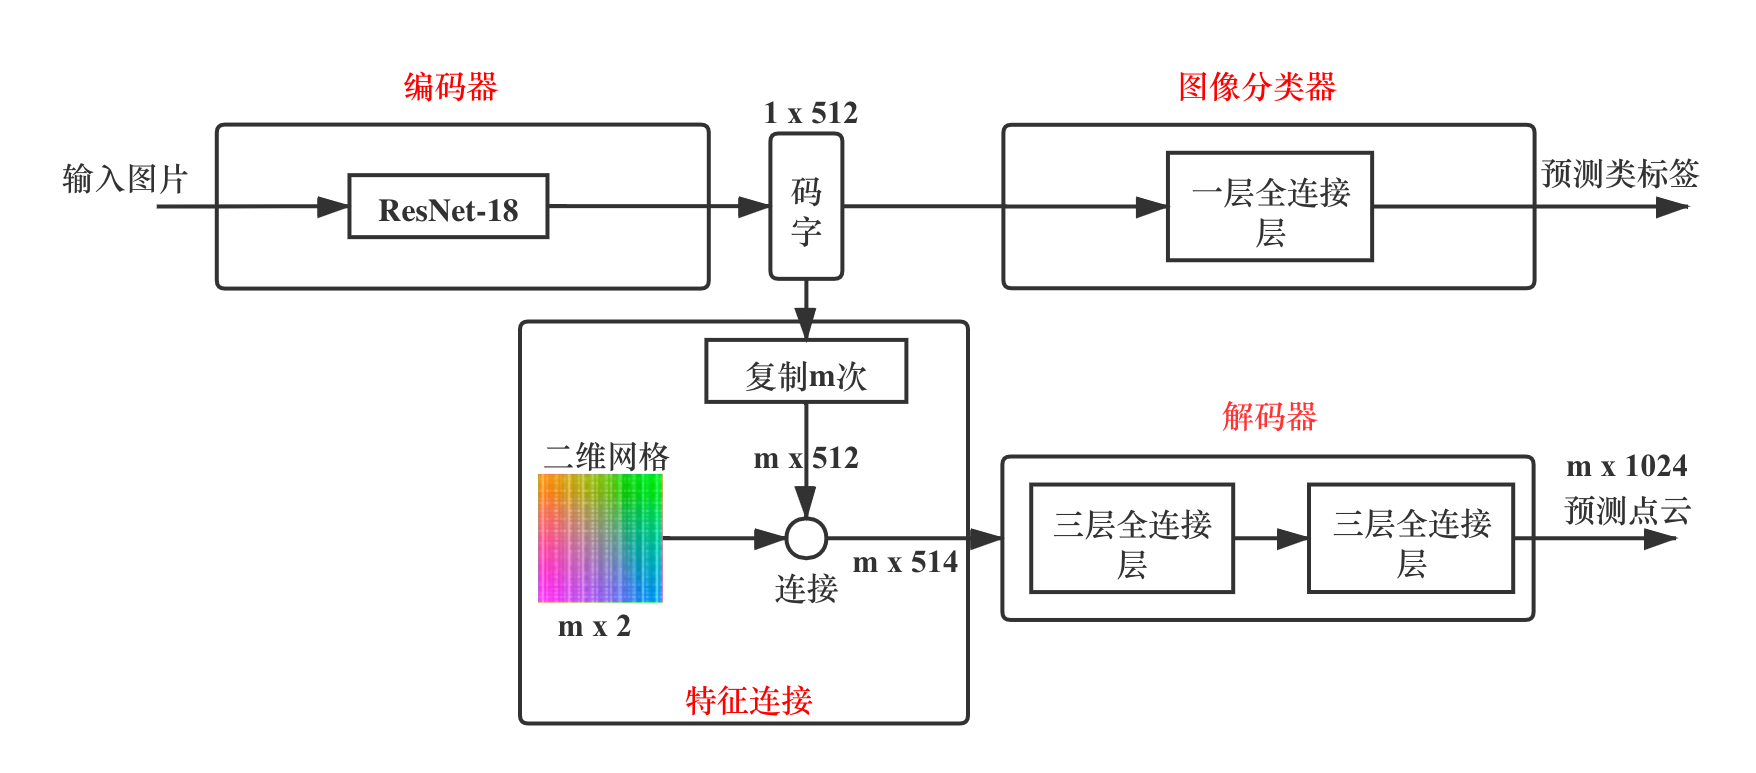 编码器
图像分类器
1 x 512
输入图片
ResNet-18
码
字
一层全连接
层
预测类标签
复制m次
二维网格
m x 512
连接
m x 514
m x 2
特征连接
解码器
三层全连接
层
三层全连接
层
m x 1024
预测点云